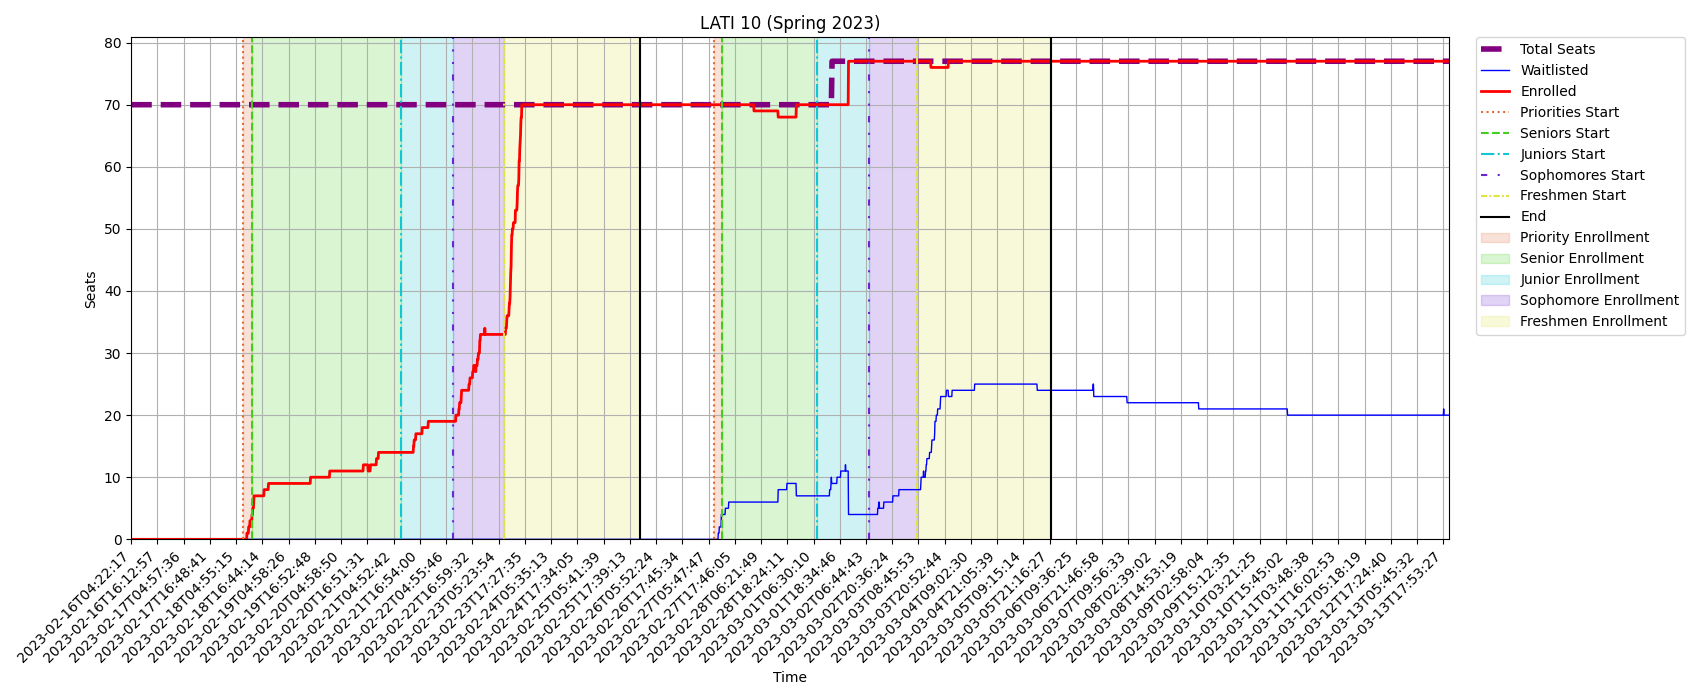 LATI 10 (Spring 2023)
Seats
80
70
60
50
40
30
20
10
0
2023-02-16T04:22:17
2023-02-16T16:12:57
2023-02-17T04:57:36
2023-02-17T16:48:41
2023-02-18T04:55:15
2023-02-18T16:44:14
2023-02-19T04:58:26
2023-02-19T16:52:48
2023-02-20T04:58:50
2023-02-20T16:51:31
2023-02-21T04:52:42
2023-02-21T16:54:00
2023-02-22T04:55:46
2023-02-22T16:59:32
2023-02-23T05:23:54
2023-02-23T17:27:35
2023-02-24T05:35:13
2023-02-24T17:34:05
2023-02-25T05:41:39
2023-02-25T17:39:13
2023-02-26T05:52:24
2023-02-26T17:45:34
2023-02-27T05:47:47
2023-02-27T17:46:05
2023-02-28T06:21:49
2023-02-28T18:24:11
2023-03-01T06:30:10
2023-03-01T18:34:46
2023-03-02T06:44:43
2023-03-02T20:36:24
2023-03-03T08:45:53
2023-03-03T20:52:44
2023-03-04T09:02:30
2023-03-04T21:05:39
2023-03-05T09:15:14
2023-03-05T21:16:27
2023-03-06T09:36:25
2023-03-06T21:46:58
2023-03-07T09:56:33
2023-03-08T02:39:02
2023-03-08T14:53:19
2023-03-09T02:58:04
2023-03-09T15:12:35
2023-03-10T03:21:25
2023-03-10T15:45:02
2023-03-11T03:48:38
2023-03-11T16:02:53
2023-03-12T05:18:19
2023-03-12T17:24:40
2023-03-13T05:45:32
2023-03-13T17:53:27
Time
Total Seats
Waitlisted
Enrolled
Priorities Start
Seniors Start
Juniors Start
Sophomores Start
Freshmen Start
End
Priority Enrollment
Senior Enrollment
Junior Enrollment
Sophomore Enrollment
Freshmen Enrollment